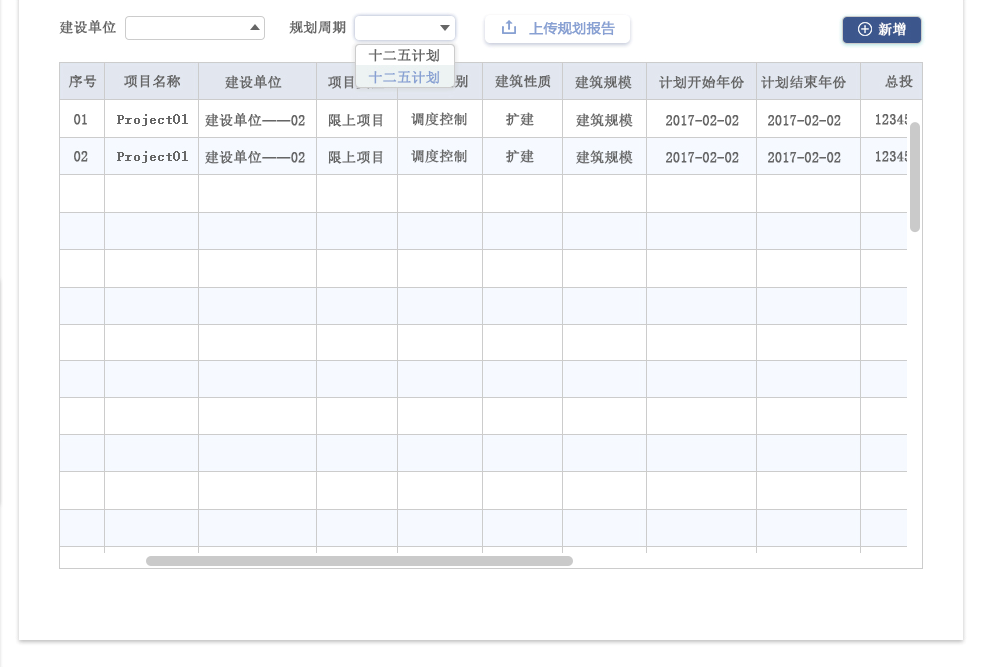 建设单位 规划周期 上传规划报告 新增
十二五计划
十二五计划
序号 项目名称 建设单位 项目 别 建筑性质 建筑规模 计划开始年份 计划结束年份 总投
01 Project01 建设单位——02 限上项目 调度控制 扩建 建筑规模 2017-02-02 2017-02-02 12345
02 Project01 建设单位——02 限上项目 调度控制 扩建 建筑规模 2017-02-02 2017-02-02 12345